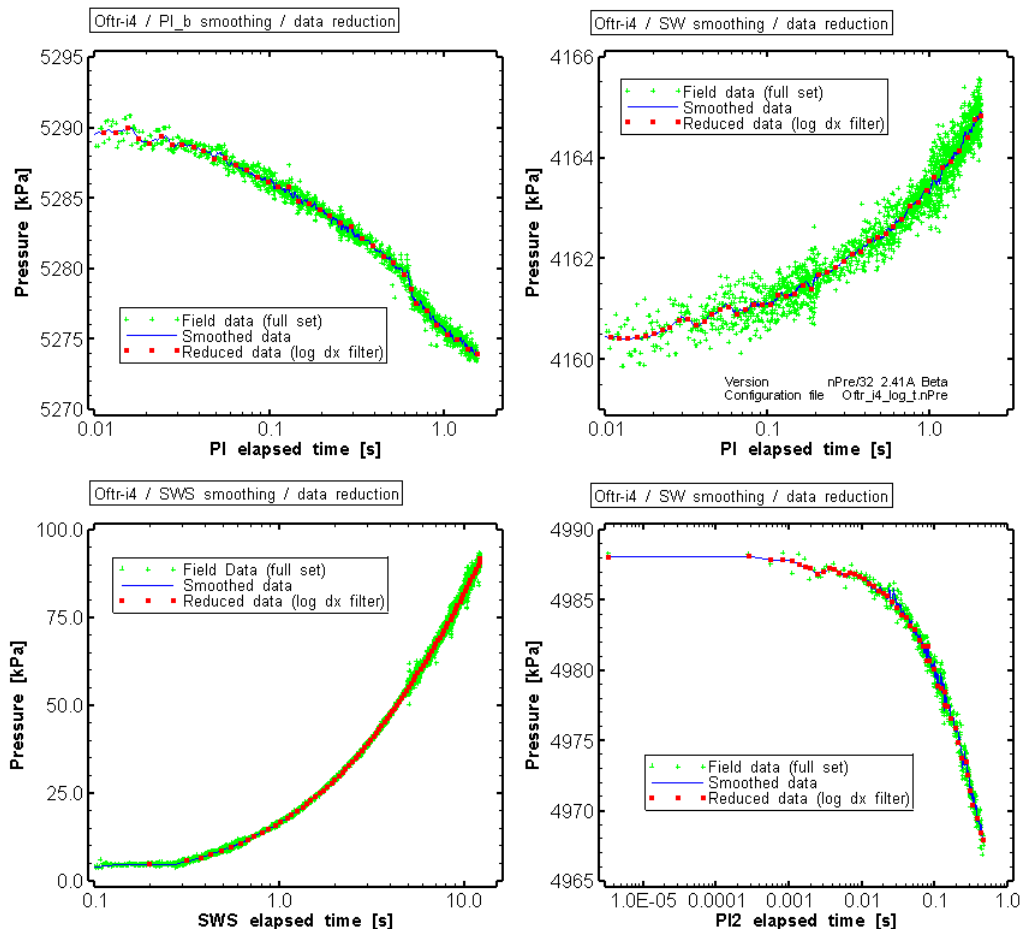 Oftr-i4 / PI_b smoothing / data reduction
5295
5290
5285
5280
5275
5270
Pressure [kPa]
Field data (full set)
Smoothed data
Reduced data (log dx filter)
0.01
0.1
1.0
PI elapsed time [s]
Oftr-i4 / SW smoothing / data reduction
4166
4164
4162
4160
Pressure [kPa]
Field data (full set)
Smoothed data
Reduced data (log dx filter)
Version nPre/32 2.41A Beta
Configuration file Oftr_i4_log_t.nPre
0.01
0.1
1.0
PI elapsed time [s]
Oftr-i4 / SWS smoothing / data reduction
100.0
75.0
50.0
25.0
0.0
Pressure [kPa]
Field Data (full set)
Smoothed data
Reduced data (log dx filter)
0.1
1.0
10.0
SWS elapsed time [s]
Oftr-i4 / SW smoothing / data reduction
4990
4985
4980
4975
4970
4965
Pressure [kPa]
Field data (full set)
Smoothed data
Reduced data (log dx filter)
1.0E-05
0.0001
0.001
0.01
0.1
1.0
PI2 elapsed time [s]